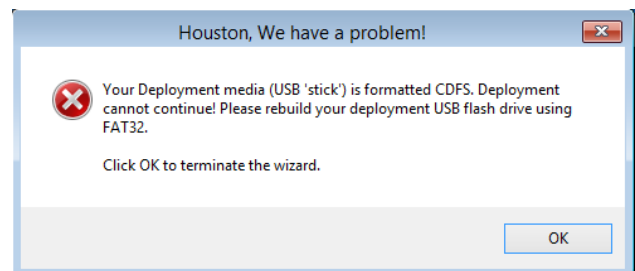 Houston, We have a problem!
Your Deployment media (USB 'stick') is formatted CDFS. Deployment
cannot continue! Please rebuild your deployment USB flash drive using
FAT32.
Click OK to terminate the wizard.
OK